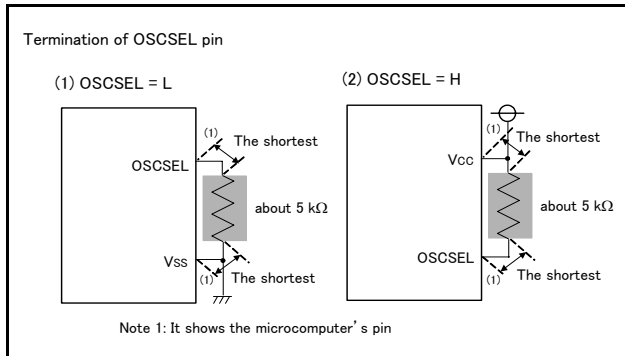 Termination of OSCSEL pin
(1) OSCSEL = L
(1)
The shortest
OSCSEL
about 5 kΩ
Vss
(1)
The shortest
(2) OSCSEL = H
(1)
The shortest
Vcc
about 5 kΩ
OSCSEL
(1)
The shortest
Note 1: It shows the microcomputer's pin